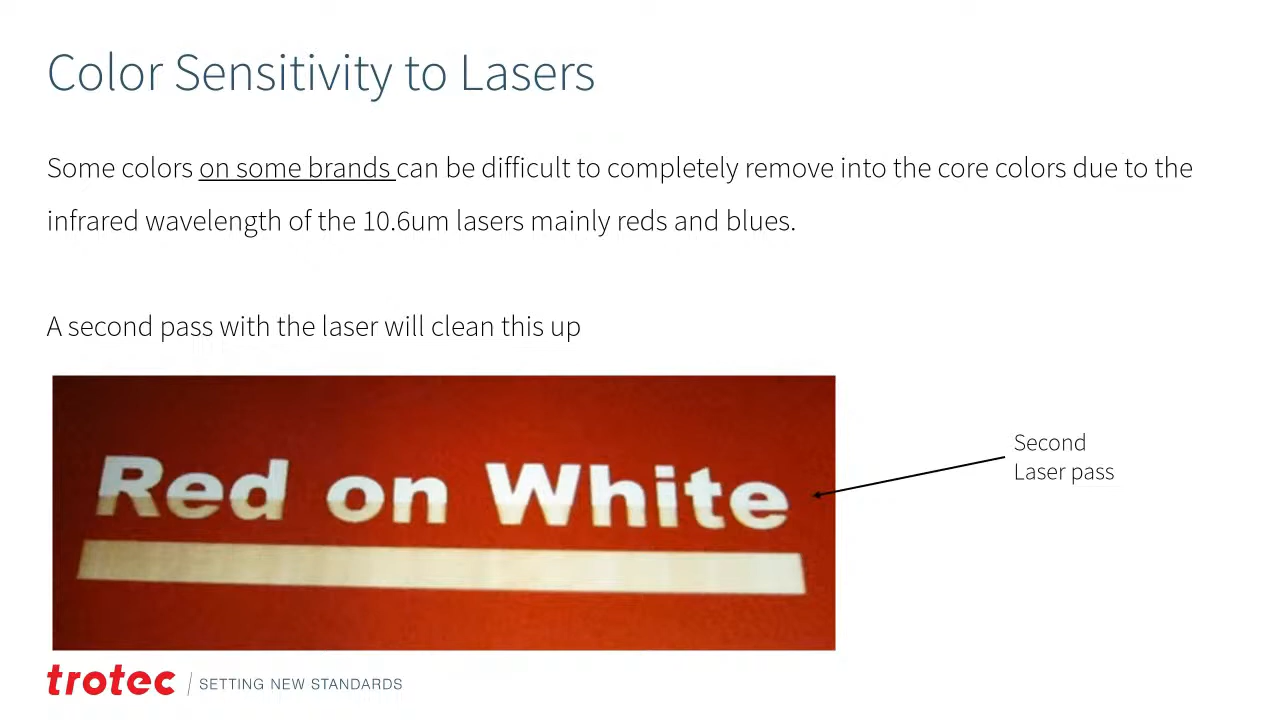 Color Sensitivity to Lasers
Some colors on some brands can be difficult to completely remove into the core colors due to the
infrared wavelength of the 10.6um lasers mainly reds and blues.
A second pass with the laser will clean this up
Red on White
Second
Laser pass
trotec / SETTING NEW STANDARDS